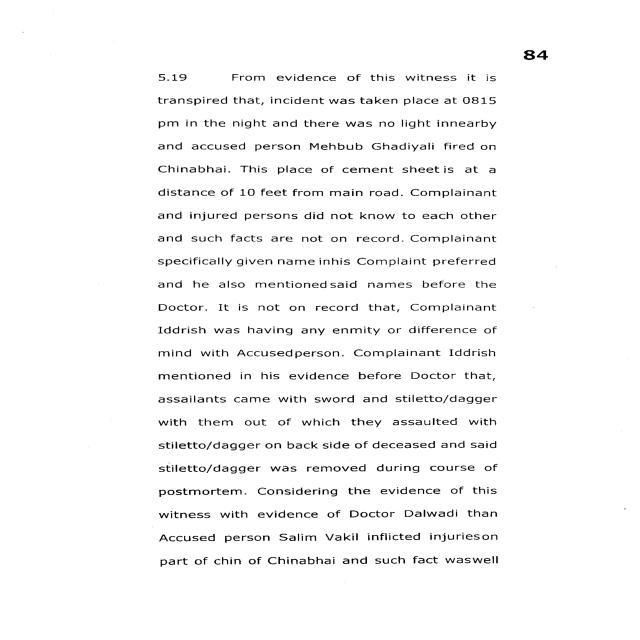 84
5.19 From evidence of this witness it is
transpired that, incident was taken place at 0815
pm in the night and there was no light innearby
and accused person Mehbub Ghadiyali fired on
Chinabhai. This place of cement sheet is at a
distance of 10 feet from main road. Complainant
and injured persons did not know to each other
and such facts are not on record. Complainant
specifically given name inhis Complaint preferred
and he also mentioned said names before the
Doctor. It is not on record that, Complainant
Iddrish was having any enmity or difference of
mind with Accused person. Complainant Iddrish
mentioned in his evidence before Doctor that,
assailants came with sword and stiletto/dagger
with them out of which they assaulted with
stiletto/dagger on back side of deceased and said
stiletto/dagger was removed during course of
postmortem. Considering the evidence of this
witness with evidence of Doctor Dalwadi than
Accused person Salim Vakil inflicted injuries on
part of chin of Chinabhai and such fact was well